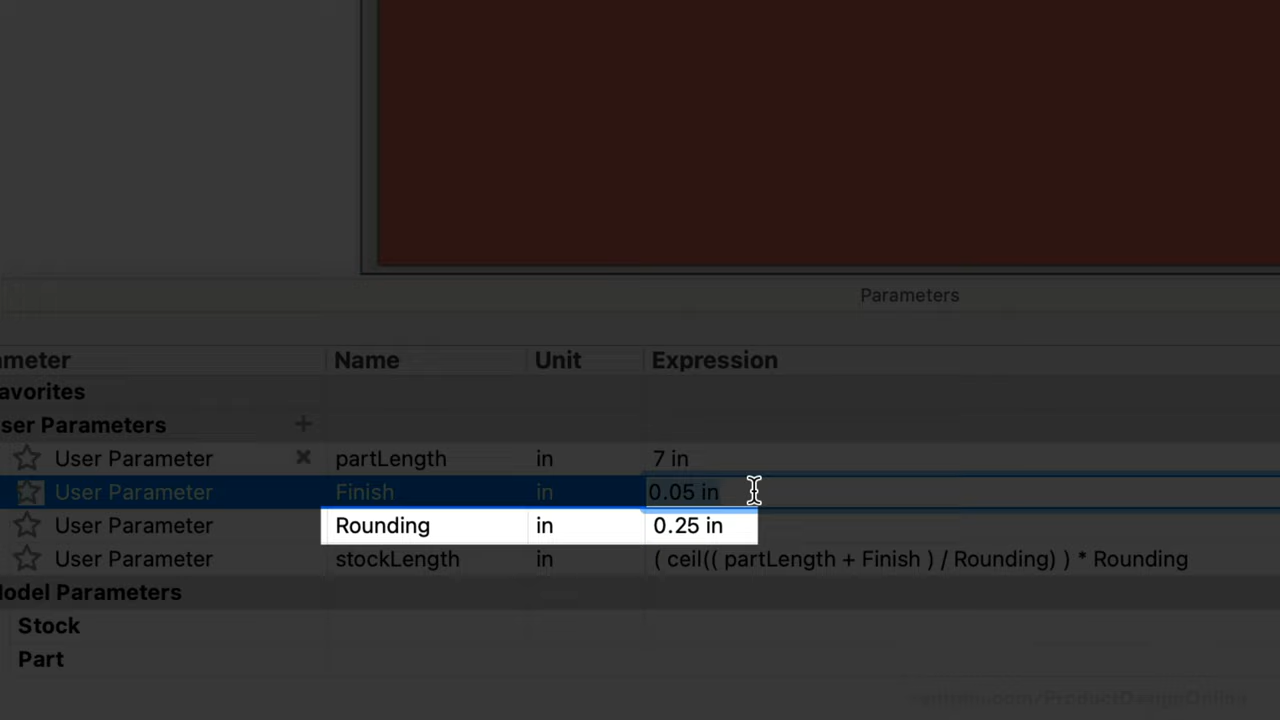 Parameters
ameter Name Unit Expression
avorites
ser Parameters
User Parameter partLength in 7 in
User Parameter Finish in 0.05 in
User Parameter Rounding in 0.25 in
User Parameter stockLength in ( ceil(( partLength + Finish ) / Rounding) ) * Rounding
odel Parameters
Stock
Part